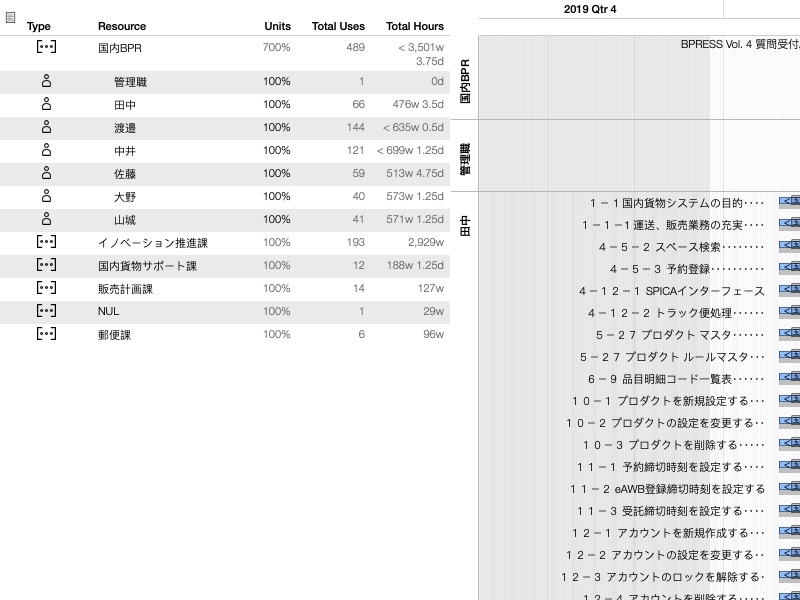 Type Resource Units Total Uses Total Hours
国内BPR 700% 489 < 3,501w
3.75d
管理職 100% 1 0d
田中 100% 66 476w 3.5d
渡邉 100% 144 < 635w 0.5d
中井 100% 121 < 699w 1.25d
佐藤 100% 59 513w 4.75d
大野 100% 40 573w 1.25d
山城 100% 41 571w 1.25d
イノベーション推進課 100% 193 2,929w
国内貨物サポート課 100% 12 188w 1.25d
販売計画課 100% 14 127w
NUL 100% 1 29w
郵便課 100% 6 96w
2019 Qtr 4
国内BPR
BPRESS Vol. 4 質問受付
管理職
田中
１－１国内貨物システムの目的････
１－１－１運送、販売業務の充実････
４－５－２ スペース検索････････
４－５－３ 予約登録･･････････
４－１２－１ SPICAインターフェース
４－１２－２ トラック便処理･･････
５－２７ プロダクト マスタ･･････
５－２７ プロダクト ルールマスタ･･･
６－９ 品目明細コード一覧表･･････
１０－１ プロダクトを新規設定する････
１０－２ プロダクトの設定を変更する･･
１０－３ プロダクトを削除する･････
１１－１ 予約締切時刻を設定する････
１１－２ eAWB登録締切時刻を設定する
１１－３ 受託締切時刻を設定する････
１２－１ アカウントを新規作成する････
１２－２ アカウントの設定を変更する･･
１２－３ アカウントのロックを解除する･
１２－４ アカウントを削除する･････